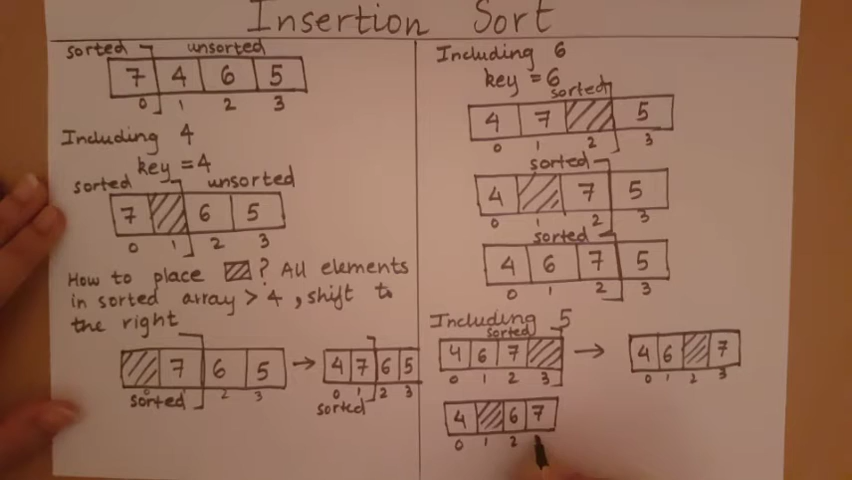 Insertion Sort
sorted unsorted
7 4 6 5
0 1 2 3
Including 4
key = 4
sorted unsorted
7 6 5
0 1 2 3
How to place ? All elements
in sorted array > 4, shift to
the right
7 6 5
0 1 2 3
sorted
4 7 6 5
0 1 2 3
sorted
Including 6
key = 6
sorted
4 7 5
0 1 2 3
sorted
4 7 5
0 1 2 3
sorted
4 6 7 5
0 1 2 3
Including 5
sorted
4 6 7
0 1 2 3
4 6 7
0 1 2 3
4 6 7
0 1 2